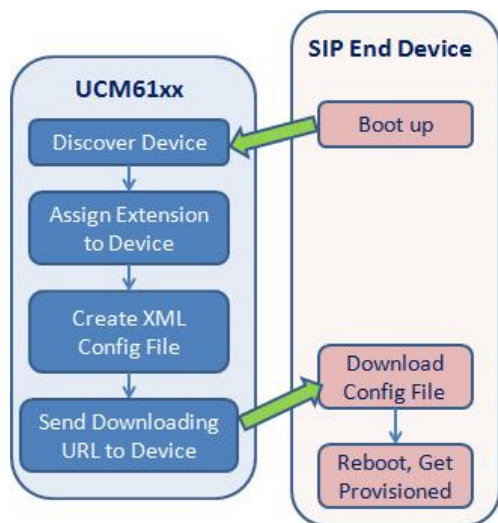 UCM61xx
Discover Device
Assign Extension
to Device
Create XML
Config File
Send Downloading
URL to Device
SIP End Device
Boot up
Download
Config File
Reboot, Get
Provisioned